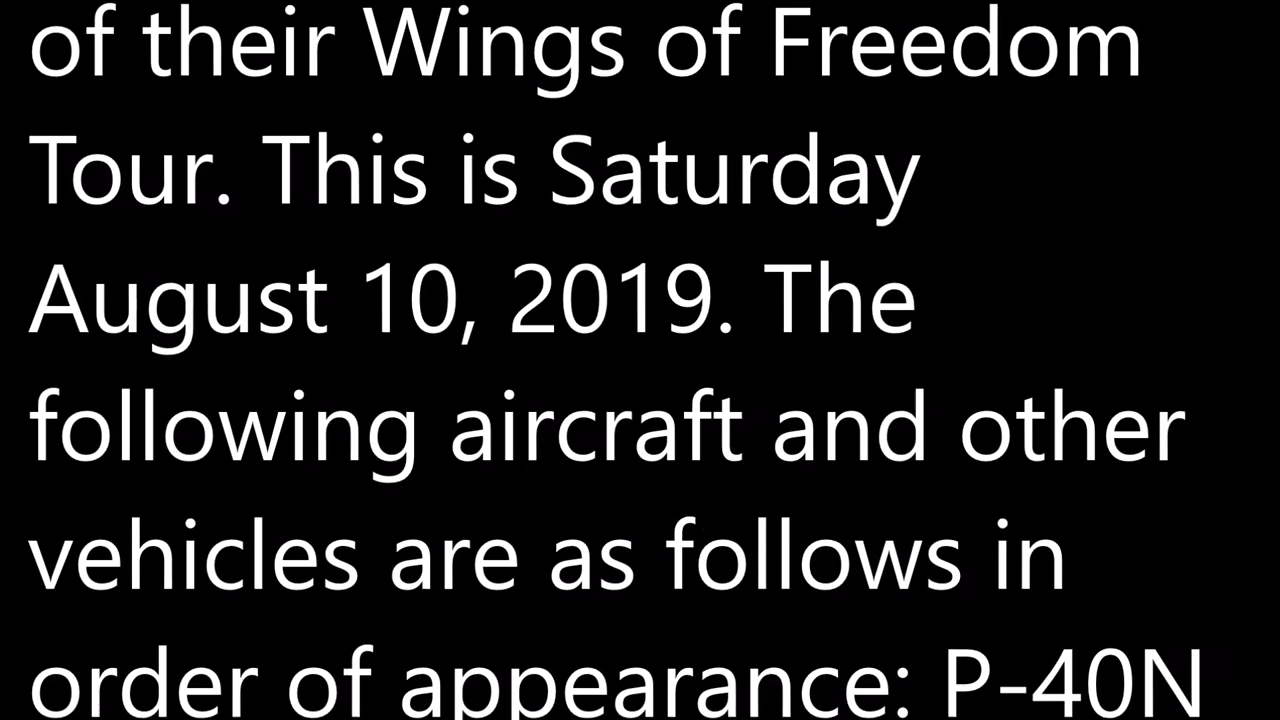 of their Wings of Freedom
Tour. This is Saturday
August 10, 2019. The
following aircraft and other
vehicles are as follows in
order of appearance: P-40N